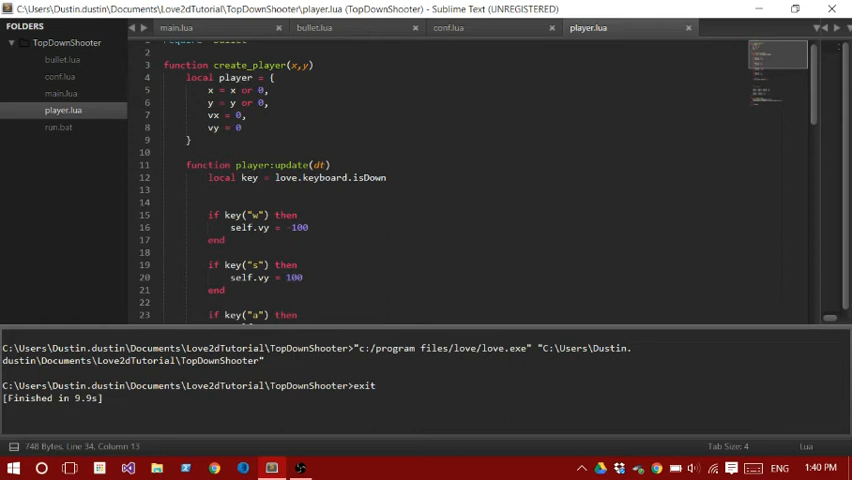 C:\Users\Dustin.dustin\Documents\Love2dTutorial\TopDownShooter\player.lua (TopDownShooter) - Sublime Text (UNREGISTERED)
FOLDERS
TopDownShooter
bullet.lua
conf.lua
main.lua
player.lua
run.bat
main.lua
bullet.lua
conf.lua
player.lua
2
3 function create_player(x,y)
4 local player = {
5 x = x or 0,
6 y = y or 0,
7 vx = 0,
8 vy = 0
9 }
10
11 function player:update(dt)
12 local key = love.keyboard.isDown
13
14
15 if key("w") then
16 self.vy = -100
17 end
18
19 if key("s") then
20 self.vy = 100
21 end
22
23 if key("a") then
C:\Users\Dustin.dustin\Documents\Love2dTutorial\TopDownShooter>"c:/program files/love/love.exe" "C:\Users\Dustin.
dustin\Documents\Love2dTutorial\TopDownShooter"
C:\Users\Dustin.dustin\Documents\Love2dTutorial\TopDownShooter>exit
[Finished in 9.9s]
748 Bytes, Line 34, Column 13
Tab Size: 4
Lua
ENG
1:40 PM